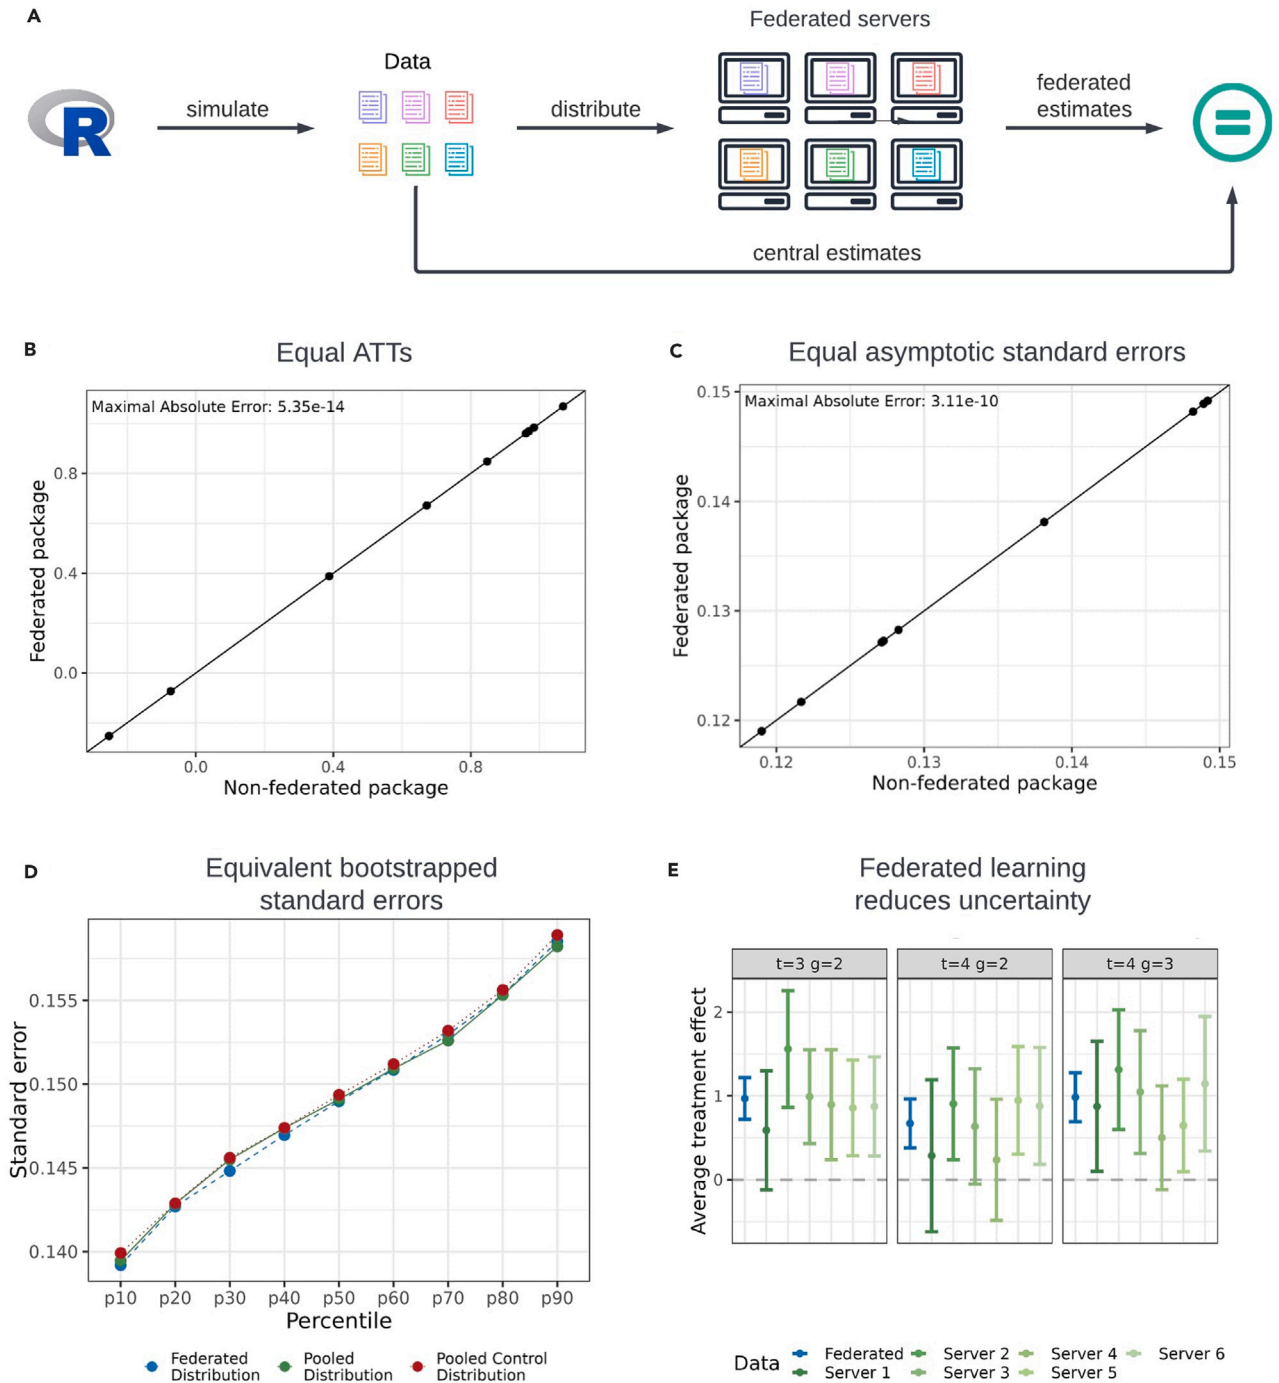 A
Federated servers
Data
R
simulate
distribute
federated
estimates
central estimates
B
Equal ATTs
Maximal Absolute Error: 5.35e-14
Federated package
0.8
0.4
0.0
0.0 0.4 0.8
Non-federated package
C
Equal asymptotic standard errors
Maximal Absolute Error: 3.11e-10
Federated package
0.15
0.14
0.13
0.12
0.12 0.13 0.14 0.15
Non-federated package
D
Equivalent bootstrapped
standard errors
Standard error
0.155
0.150
0.145
0.140
p10 p20 p30 p40 p50 p60 p70 p80 p90
Percentile
Federated
Distribution
Pooled
Distribution
Pooled Control
Distribution
E
Federated learning
reduces uncertainty
t=3 g=2
t=4 g=2
t=4 g=3
Average treatment effect
2
1
0
Data
Federated
Server 1
Server 2
Server 3
Server 4
Server 5
Server 6